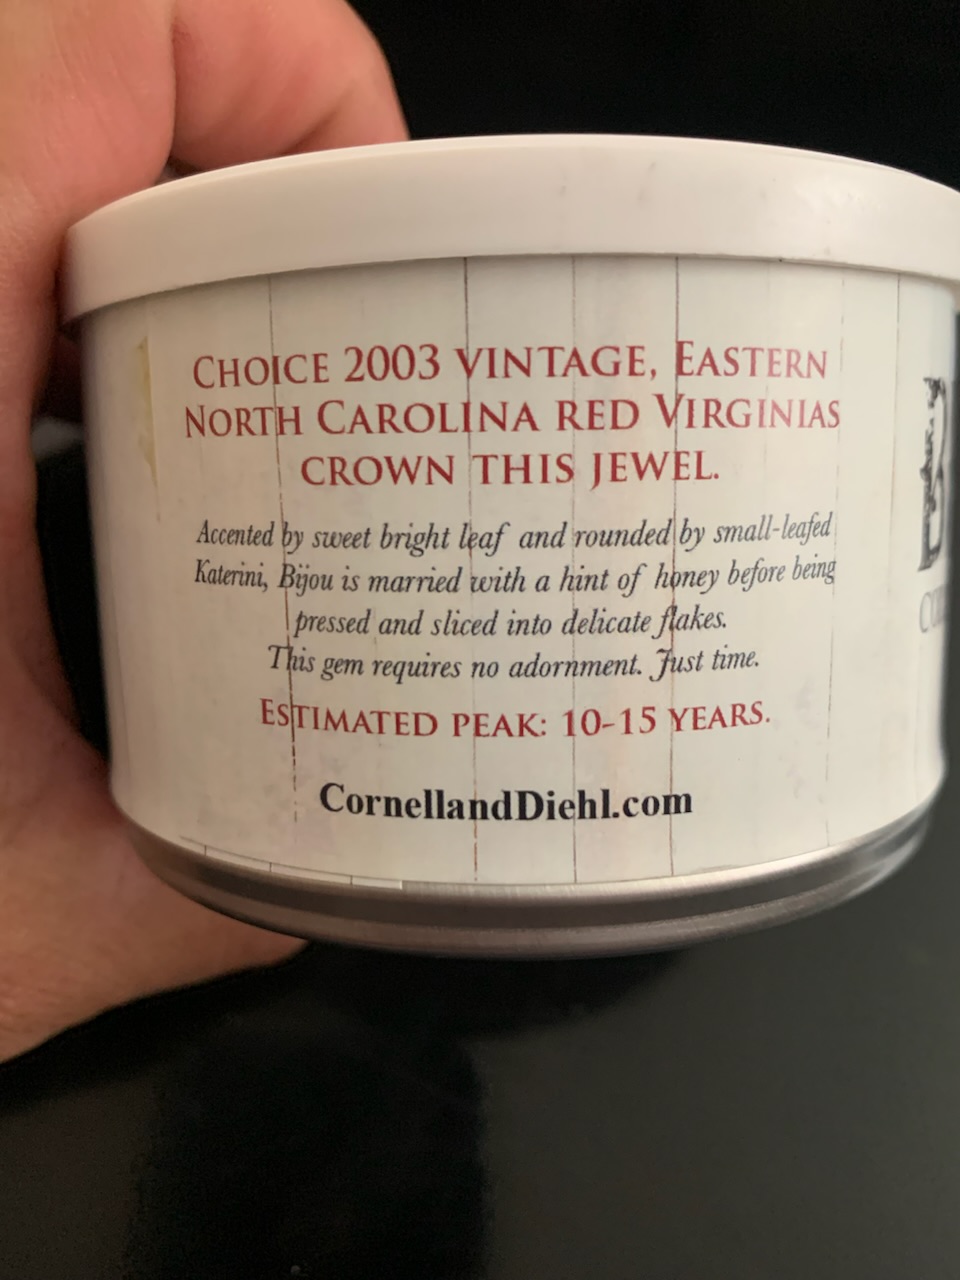 CHOICE 2003 VINTAGE, EASTERN
NORTH CAROLINA RED VIRGINIAS
CROWN THIS JEWEL.
Accented by sweet bright leaf and rounded by small-leafed
Katerini, Bijou is married with a hint of honey before being
pressed and sliced into delicate flakes.
This gem requires no adornment. Just time.
ESTIMATED PEAK: 10-15 YEARS.
CornellandDiehl.com